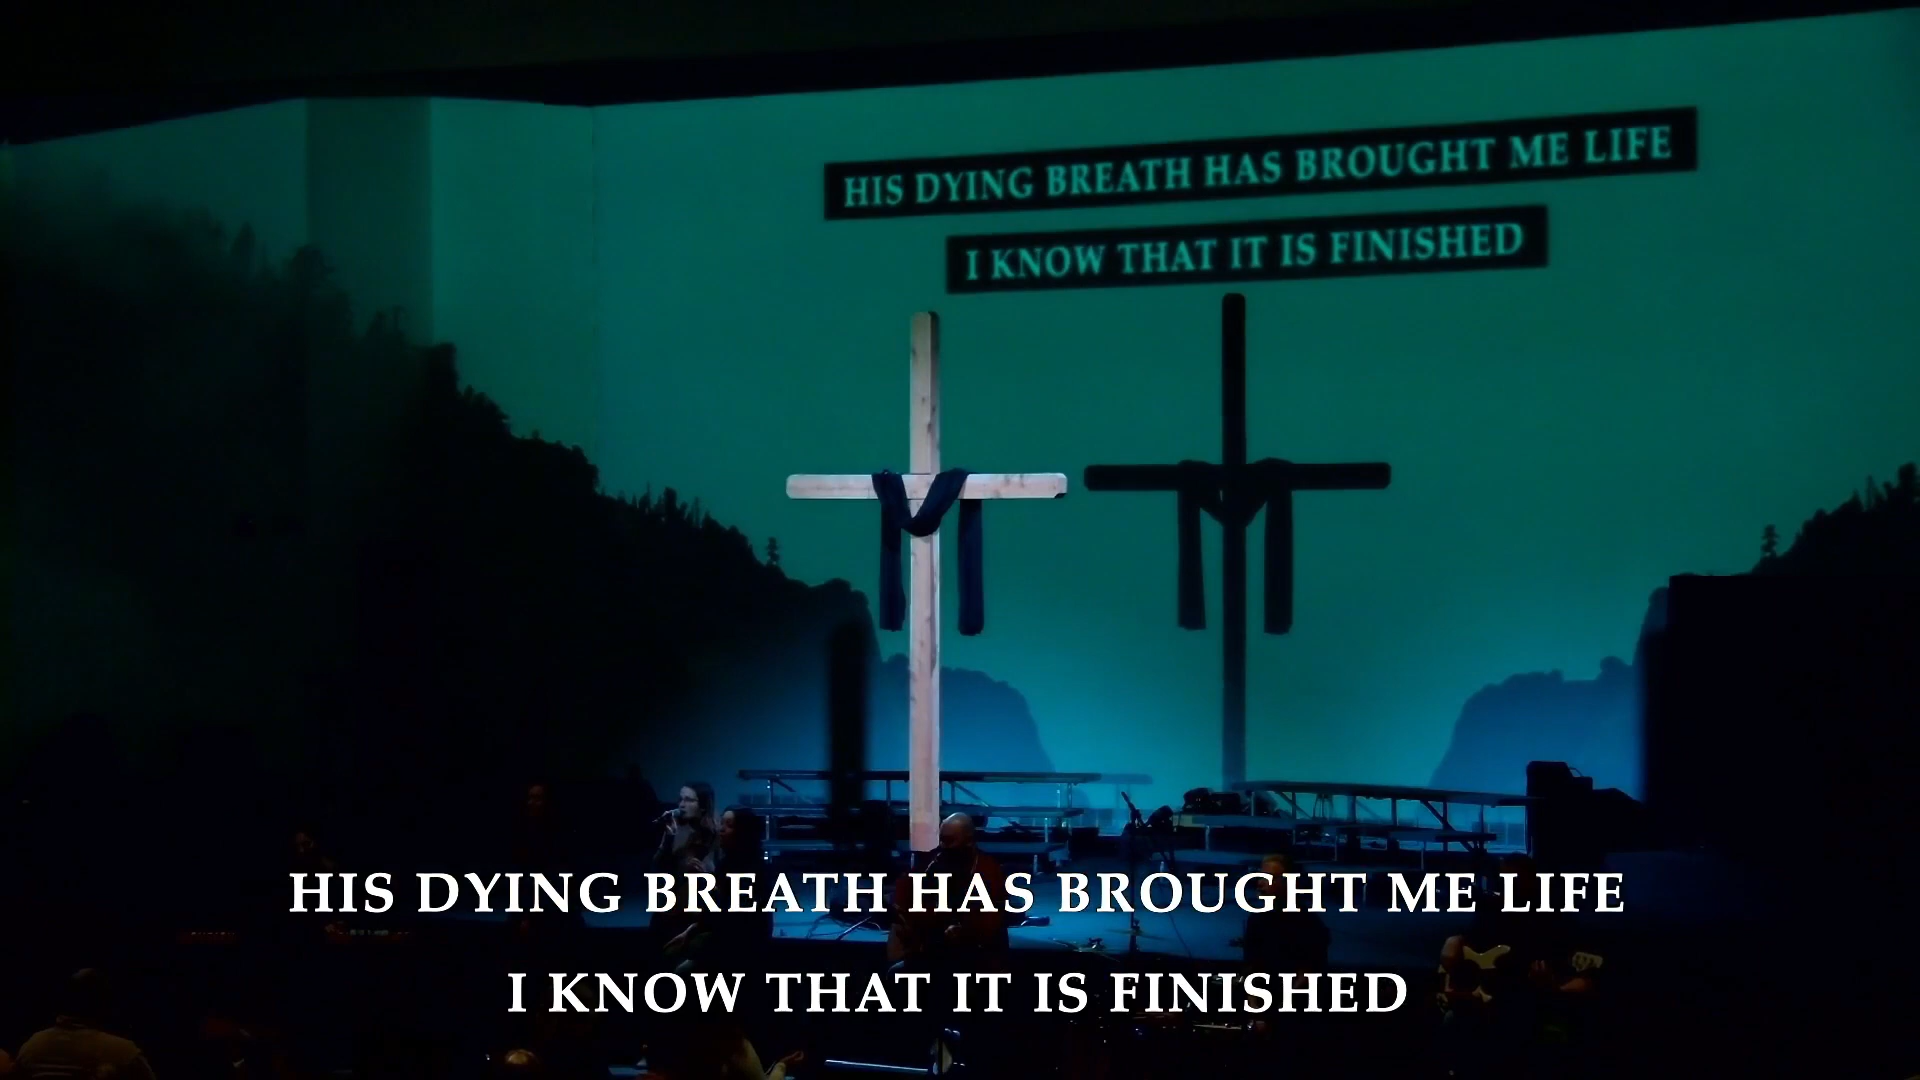 HIS DYING BREATH HAS BROUGHT ME LIFE
I KNOW THAT IT IS FINISHED
HIS DYING BREATH HAS BROUGHT ME LIFE
I KNOW THAT IT IS FINISHED